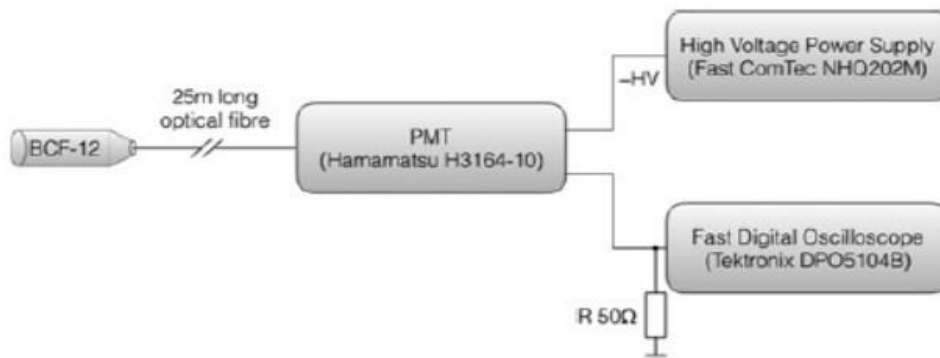 High Voltage Power Supply
(Fast ComTec NHQ202M)
–HV
25m long
optical fibre
BCF-12
PMT
(Hamamatsu H3164-10)
Fast Digital Oscilloscope
(Tektronix DPO5104B)
R 50Ω